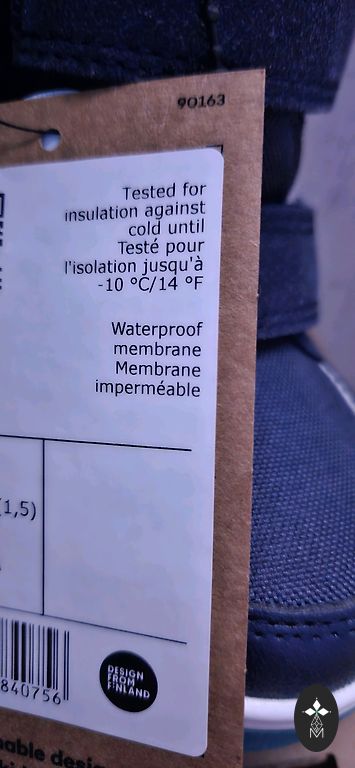 90163
Tested for
insulation against
cold until
Testé pour
l'isolation jusqu'à
-10 °C/14 °F
Waterproof
membrane
Membrane
imperméable
(1,5)
840756
DESIGN
FROM
FINLAND